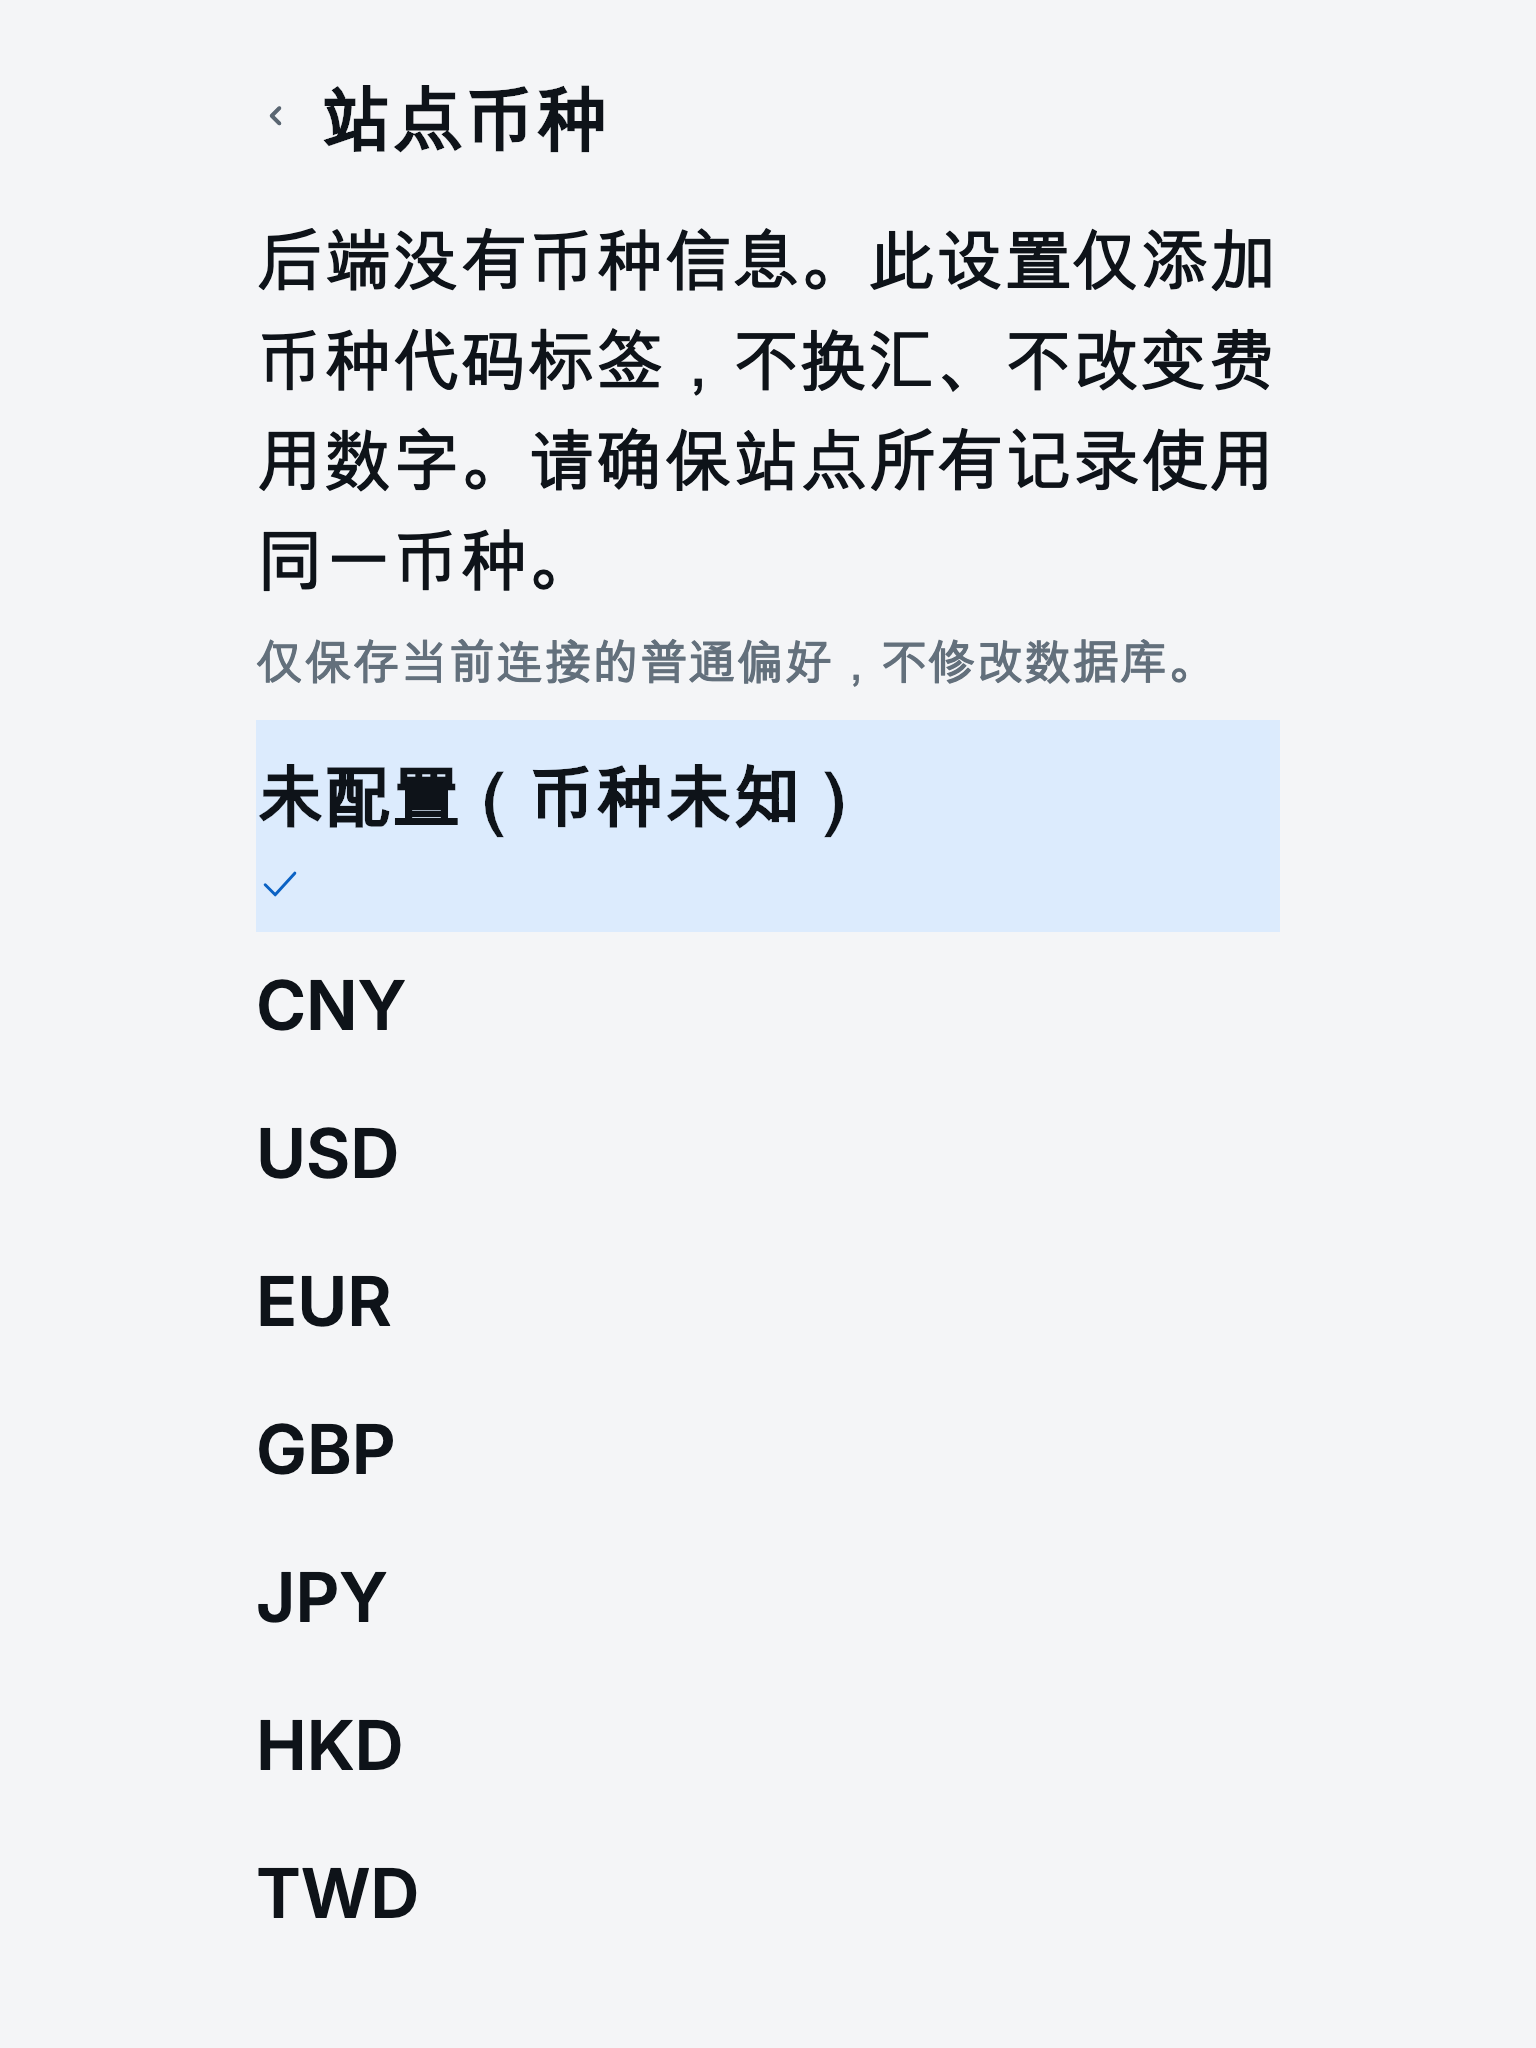 站点币种
后端没有币种信息。此设置仅添加
币种代码标签，不换汇、不改变费
用数字。请确保站点所有记录使用
同一币种。
仅保存当前连接的普通偏好，不修改数据库。
未配置（币种未知）
CNY
USD
EUR
GBP
JPY
HKD
TWD